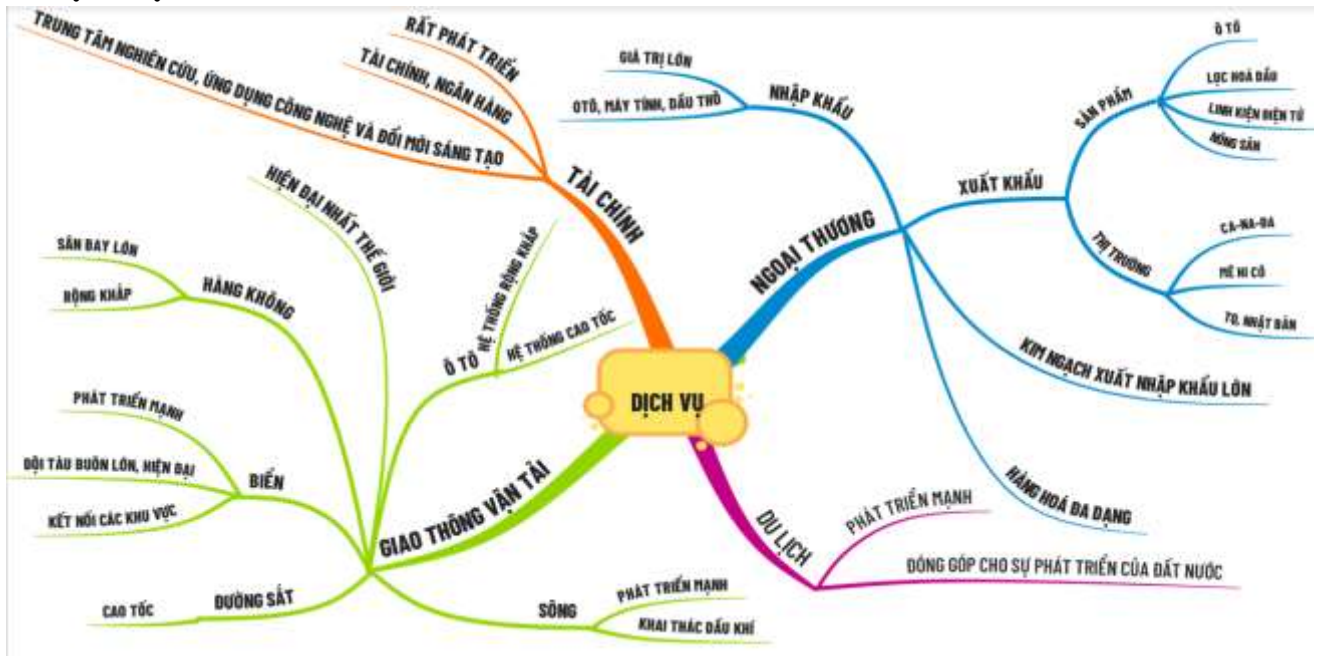 DỊCH VỤ
TÀI CHÍNH
RẤT PHÁT TRIỂN
TÀI CHÍNH, NGÂN HÀNG
TRUNG TÂM NGHIÊN CỨU, ỨNG DỤNG CÔNG NGHỆ VÀ ĐỔI MỚI SÁNG TẠO
NGOẠI THƯƠNG
NHẬP KHẨU
GIÁ TRỊ LỚN
OTÔ, MÁY TÍNH, DẦU THÔ
XUẤT KHẨU
SẢN PHẨM
Ô TÔ
LỌC HOÁ DẦU
LINH KIỆN ĐIỆN TỬ
NÔNG SẢN
THỊ TRƯỜNG
CA-NA-ĐA
MÊ HI CÔ
TQ, NHẬT BẢN
KIM NGẠCH XUẤT NHẬP KHẨU LỚN
HÀNG HOÁ ĐA DẠNG
DU LỊCH
PHÁT TRIỂN MẠNH
ĐÓNG GÓP CHO SỰ PHÁT TRIỂN CỦA ĐẤT NƯỚC
GIAO THÔNG VẬN TẢI
HIỆN ĐẠI NHẤT THẾ GIỚI
Ô TÔ
HỆ THỐNG RỘNG KHẮP
HỆ THỐNG CAO TỐC
HÀNG KHÔNG
SÂN BAY LỚN
RỘNG KHẮP
BIỂN
PHÁT TRIỂN MẠNH
ĐỘI TÀU BUÔN LỚN, HIỆN ĐẠI
KẾT NỐI CÁC KHU VỰC
ĐƯỜNG SẮT
CAO TỐC
SÔNG
PHÁT TRIỂN MẠNH
KHAI THÁC DẦU KHÍ